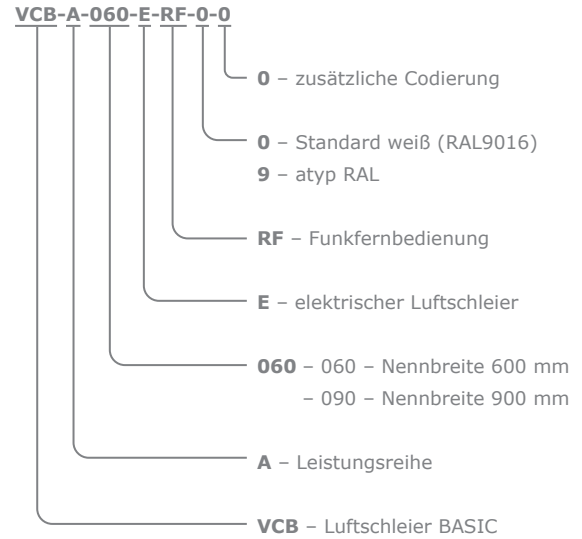 VCB-A-060-E-RF-0-0
0 – zusätzliche Codierung
0 – Standard weiß (RAL9016)
9 – atyp RAL
RF – Funkfernbedienung
E – elektrischer Luftschleier
060 – 060 – Nennbreite 600 mm
– 090 – Nennbreite 900 mm
A – Leistungsreihe
VCB – Luftschleier BASIC